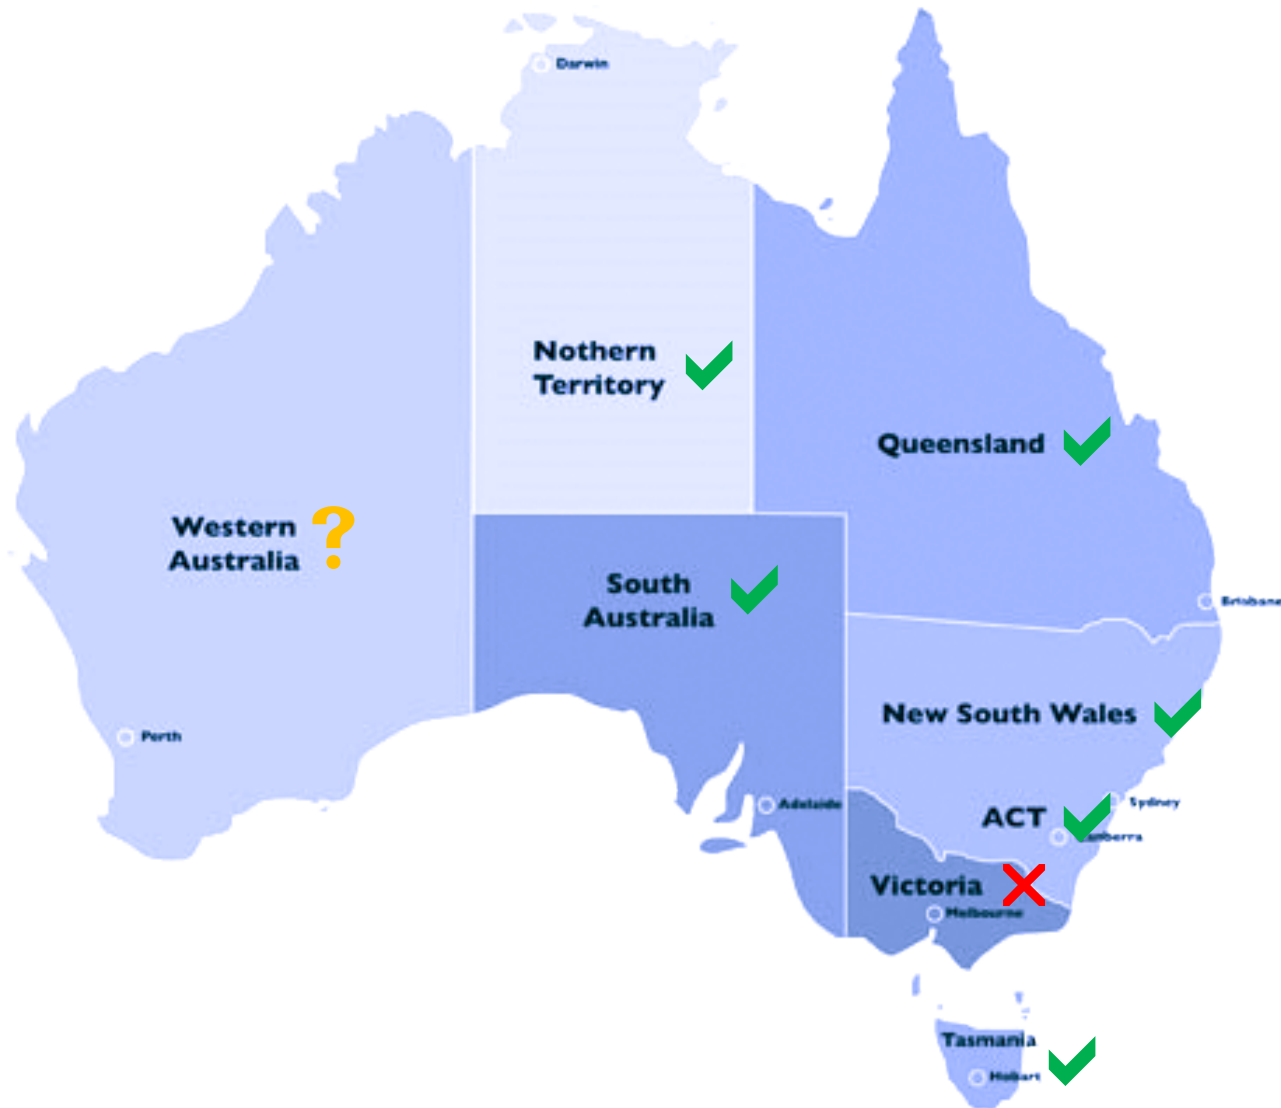 Darwin
Nothern
Territory
Queensland
Western
Australia
?
South
Australia
Brisbane
New South Wales
Perth
Adelaide
Sydney
ACT
Canberra
Victoria
Melbourne
Tasmania
Hobart